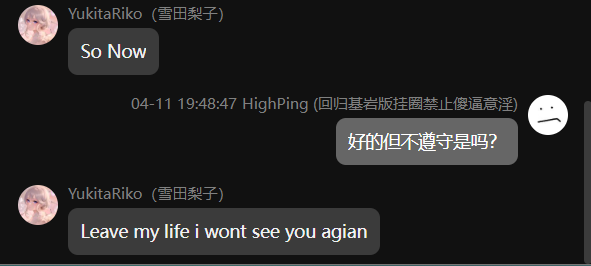 YukitaRiko（雪田梨子）
So Now
04-11 19:48:47 HighPing (回归基岩版挂圈禁止傻逼意淫)
好的但不遵守是吗？
YukitaRiko（雪田梨子）
Leave my life i wont see you agian